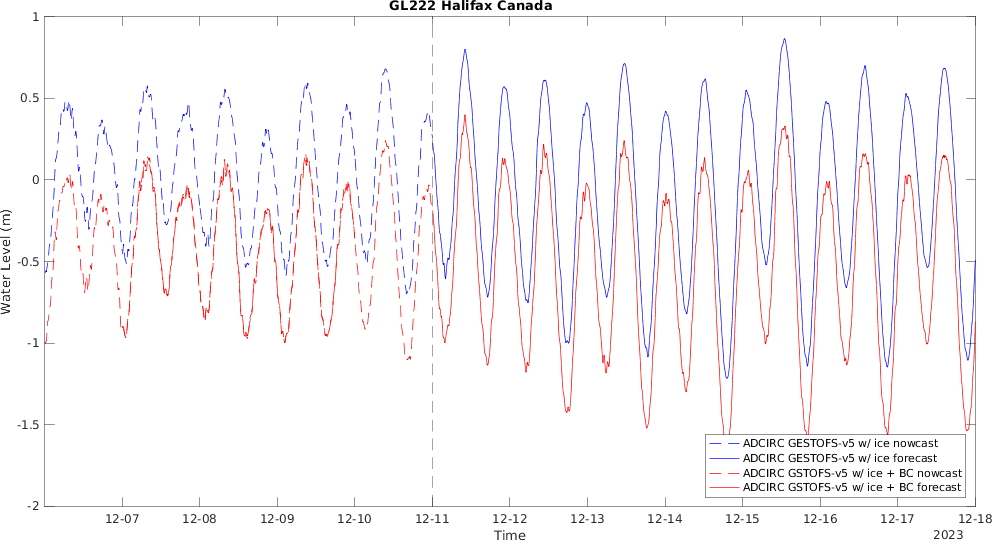 GL222 Halifax Canada
1
0.5
0
-0.5
-1
-1.5
-2
Water Level (m)
ADCIRC GESTOFS-v5 w/ ice nowcast
ADCIRC GESTOFS-v5 w/ ice forecast
ADCIRC GSTOFS-v5 w/ ice + BC nowcast
ADCIRC GSTOFS-v5 w/ ice + BC forecast
12-07 12-08 12-09 12-10 12-11 12-12 12-13 12-14 12-15 12-16 12-17 12-18
Time
2023